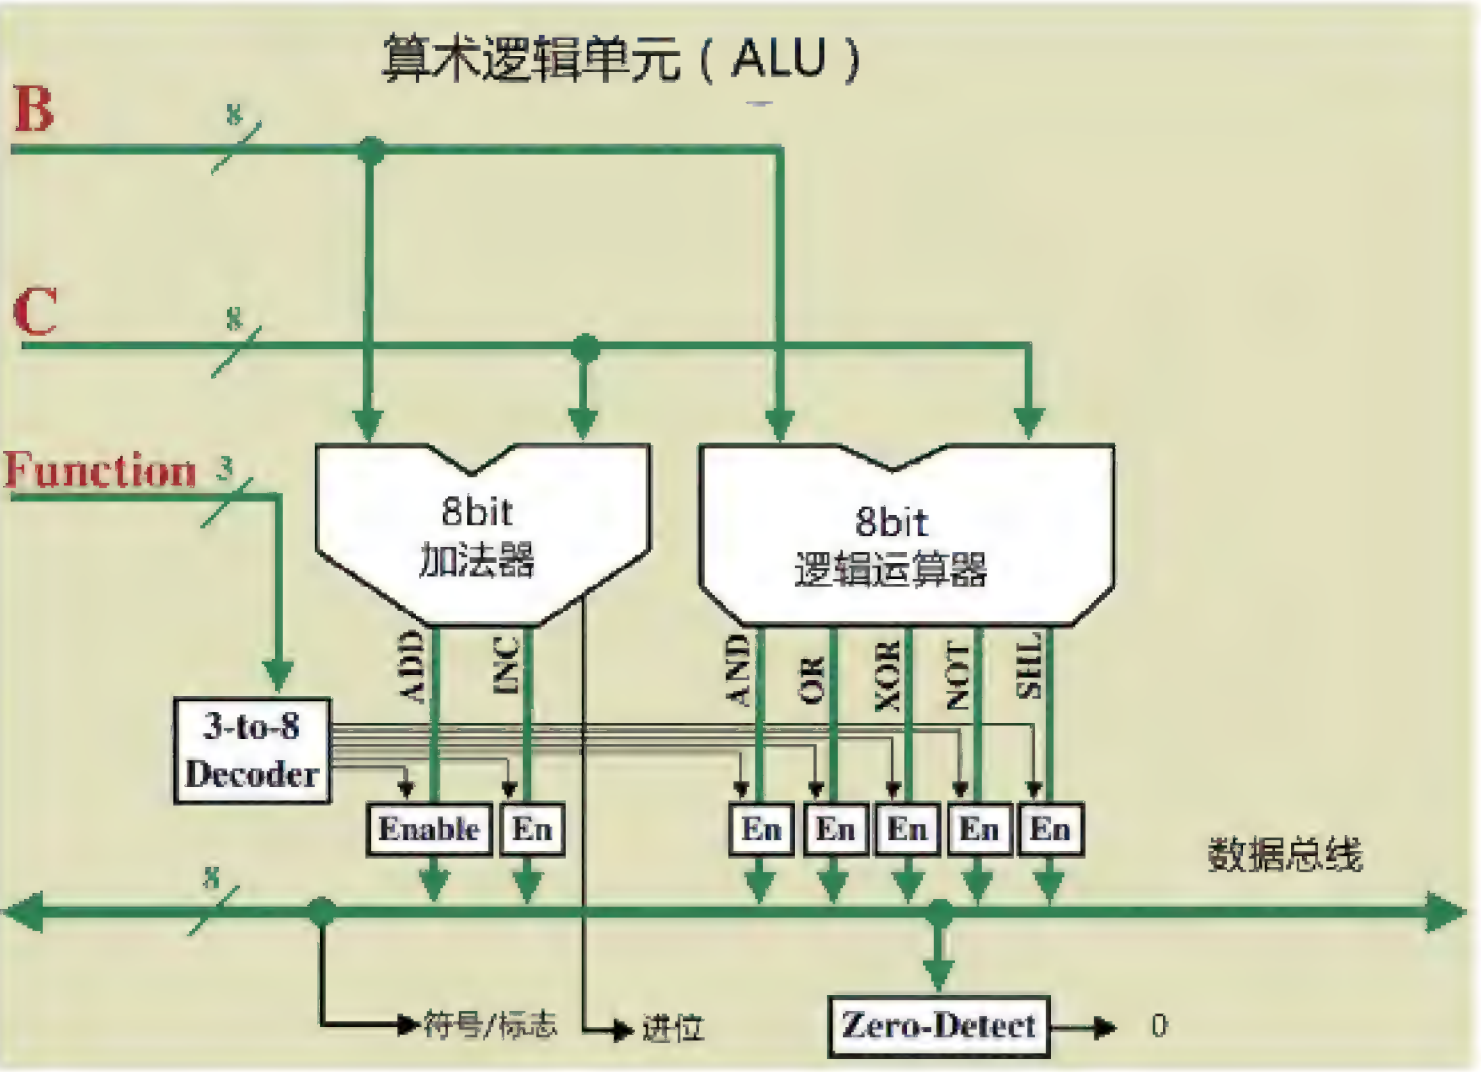 算术逻辑单元(ALU)
B
8
C
8
Function
3
8bit
加法器
8bit
逻辑运算器
ADD
INC
AND
OR
XOR
NOT
SHL
3-to-8
Decoder
Enable
En
En
En
En
En
En
数据总线
8
符号/标志
进位
Zero-Detect
0